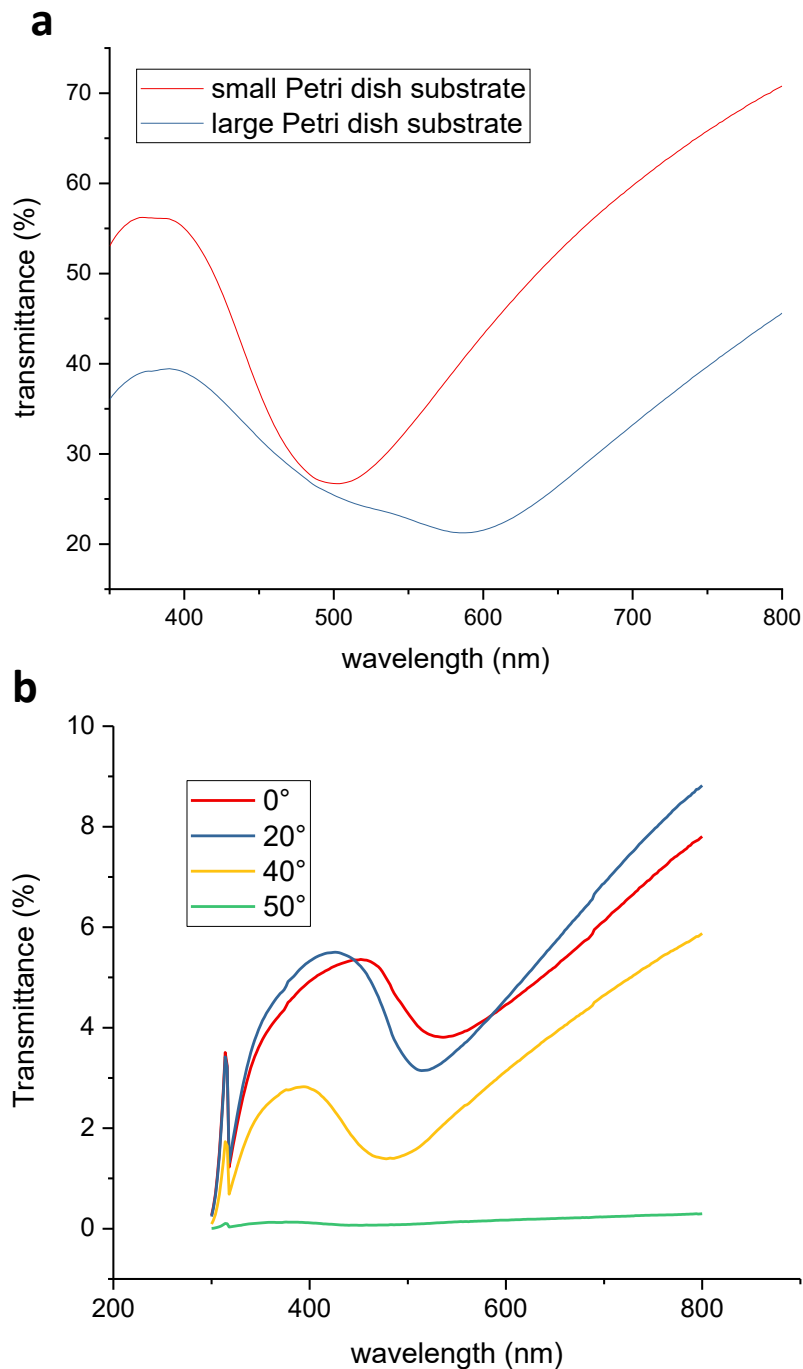 a
small Petri dish substrate
large Petri dish substrate
70
60
50
40
30
20
transmittance (%)
400 500 600 700 800
wavelength (nm)
b
10
8
6
4
2
0
0°
20°
40°
50°
Transmittance (%)
200 400 600 800
wavelength (nm)